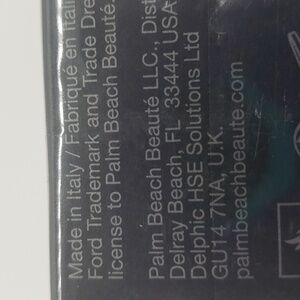 Made in Italy / Fabriqué en Itali
Ford Trademark and Trade Dre
license to Palm Beach Beauté.
Palm Beach Beauté LLC., Dist
Delray Beach, FL 33444 USA
Delphic HSE Solutions Ltd
GU14 7NA, U.K.
palmbeachbeaute.com